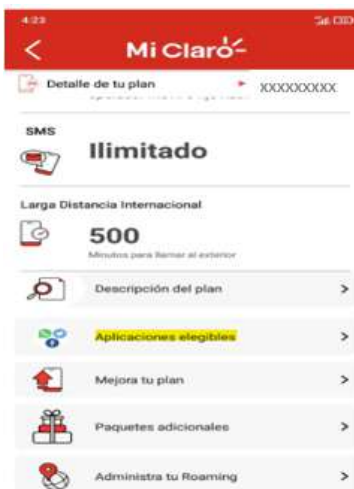 4:23
Mi Claro
Detalle de tu plan
XXXXXXXXX
SMS
Ilimitado
Larga Distancia Internacional
500
Minutos para llamar al exterior
Descripción del plan
Aplicaciones elegibles
Mejora tu plan
Paquetes adicionales
Administra tu Roaming